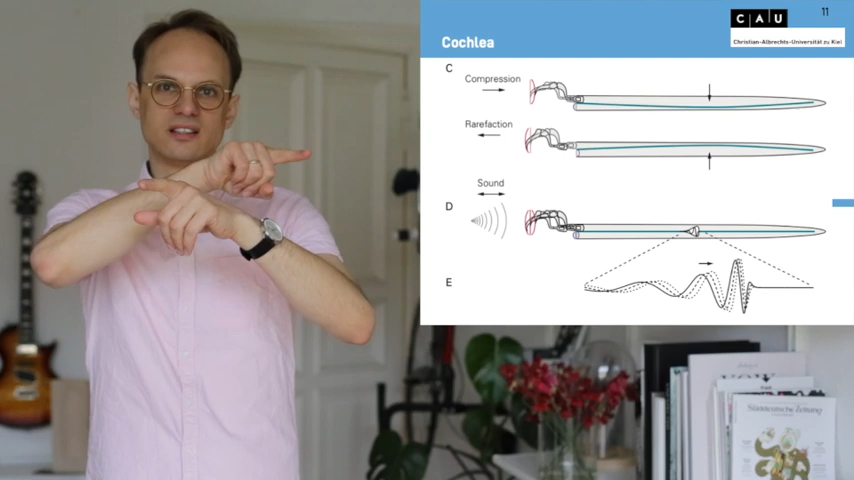 11
CAU
Christian-Albrechts-Universität zu Kiel
Cochlea
C
Compression
Rarefaction
Sound
D
E
Süddeutsche Zeitung